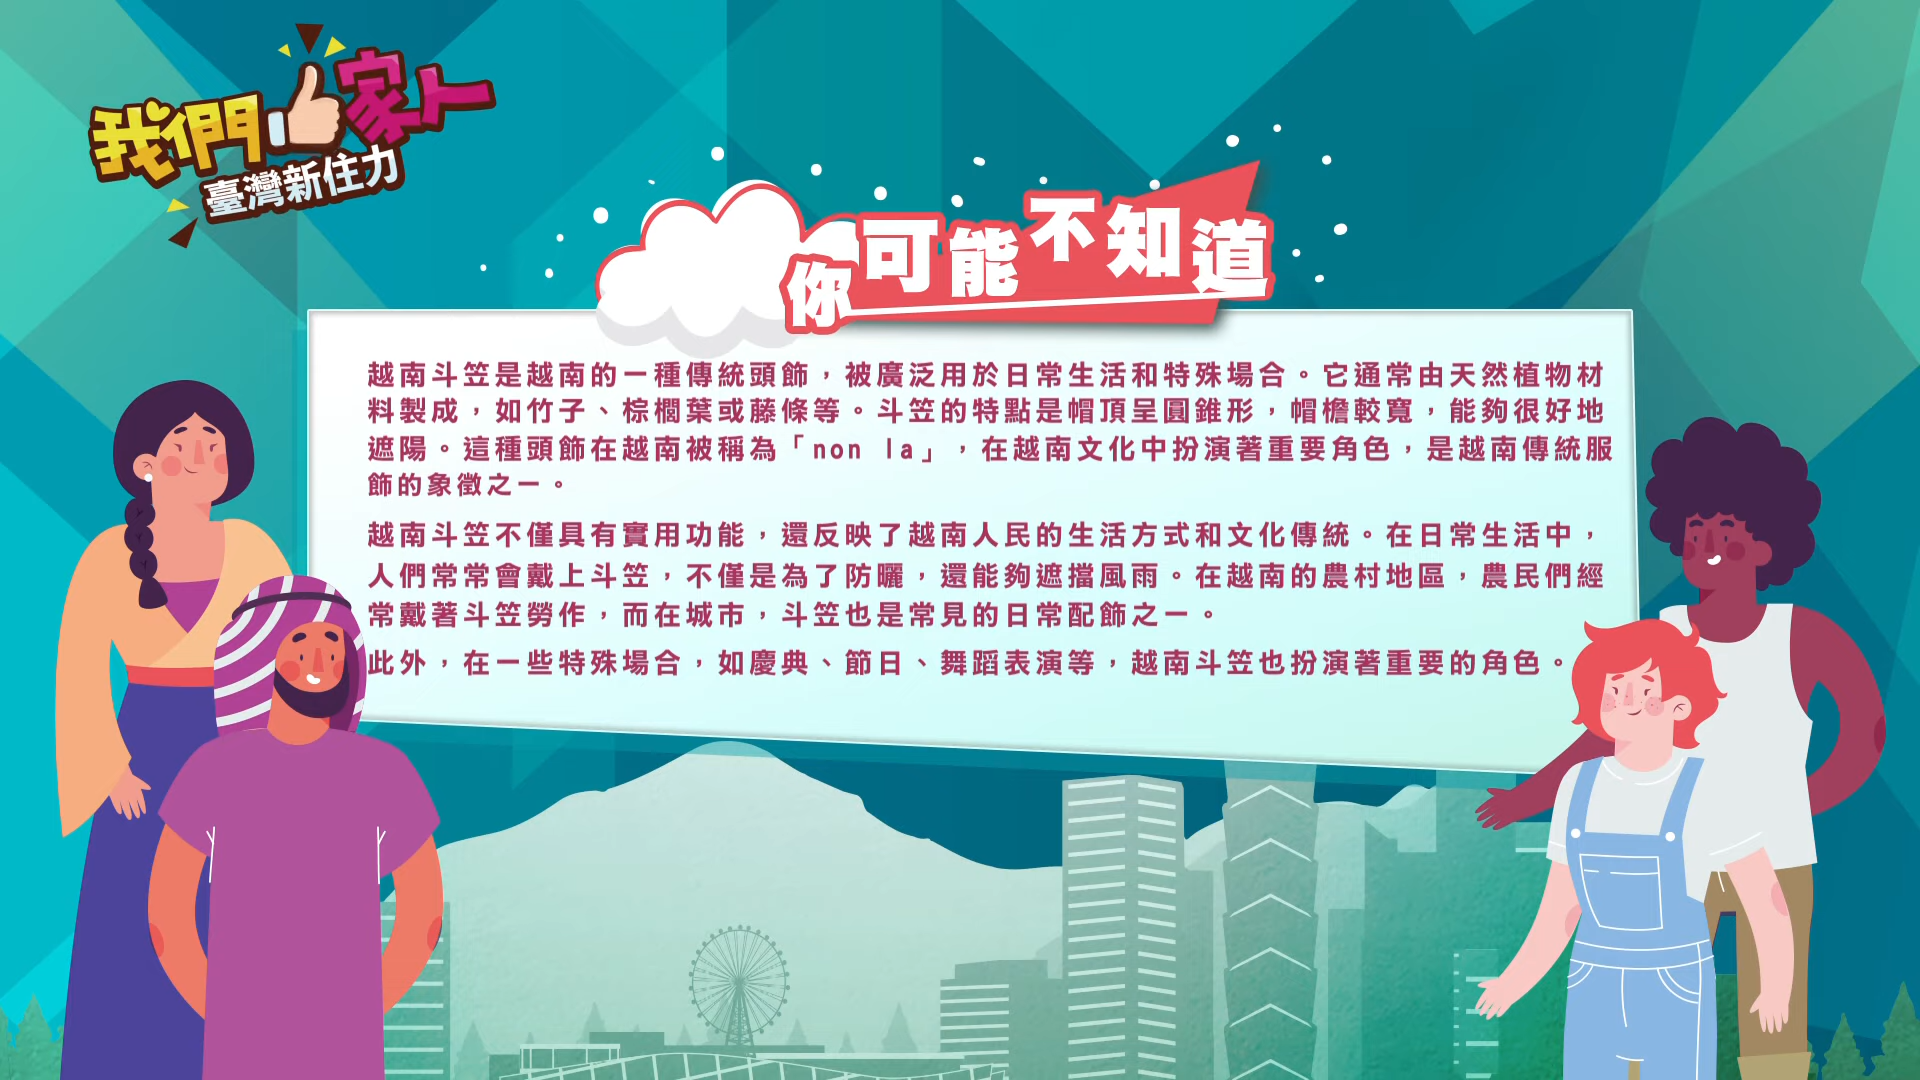 我們家人
臺灣新住力
你可能不知道
越南斗笠是越南的一種傳統頭飾，被廣泛用於日常生活和特殊場合。它通常由天然植物材
料製成，如竹子、棕櫚葉或藤條等。斗笠的特點是帽頂呈圓錐形，帽檐較寬，能夠很好地
遮陽。這種頭飾在越南被稱為「non la」，在越南文化中扮演著重要角色，是越南傳統服
飾的象徵之一。
越南斗笠不僅具有實用功能，還反映了越南人民的生活方式和文化傳統。在日常生活中，
人們常常會戴上斗笠，不僅是為了防曬，還能夠遮擋風雨。在越南的農村地區，農民們經
常戴著斗笠勞作，而在城市，斗笠也是常見的日常配飾之一。
此外，在一些特殊場合，如慶典、節日、舞蹈表演等，越南斗笠也扮演著重要的角色。